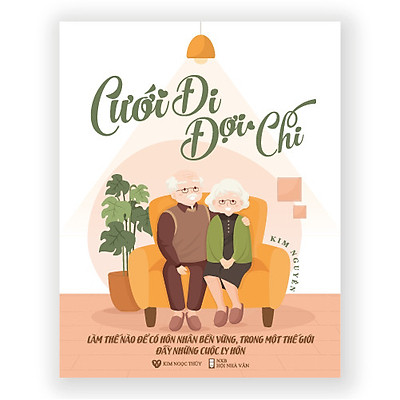 Cưới Đi
Đợi Chi
KIM NGUYÊN
LÀM THẾ NÀO ĐỂ CÓ HÔN NHÂN BỀN VỮNG, TRONG MỘT THẾ GIỚI
ĐẦY NHỮNG CUỘC LY HÔN
KIM NGỌC THỦY
NXB
HỘI NHÀ VĂN